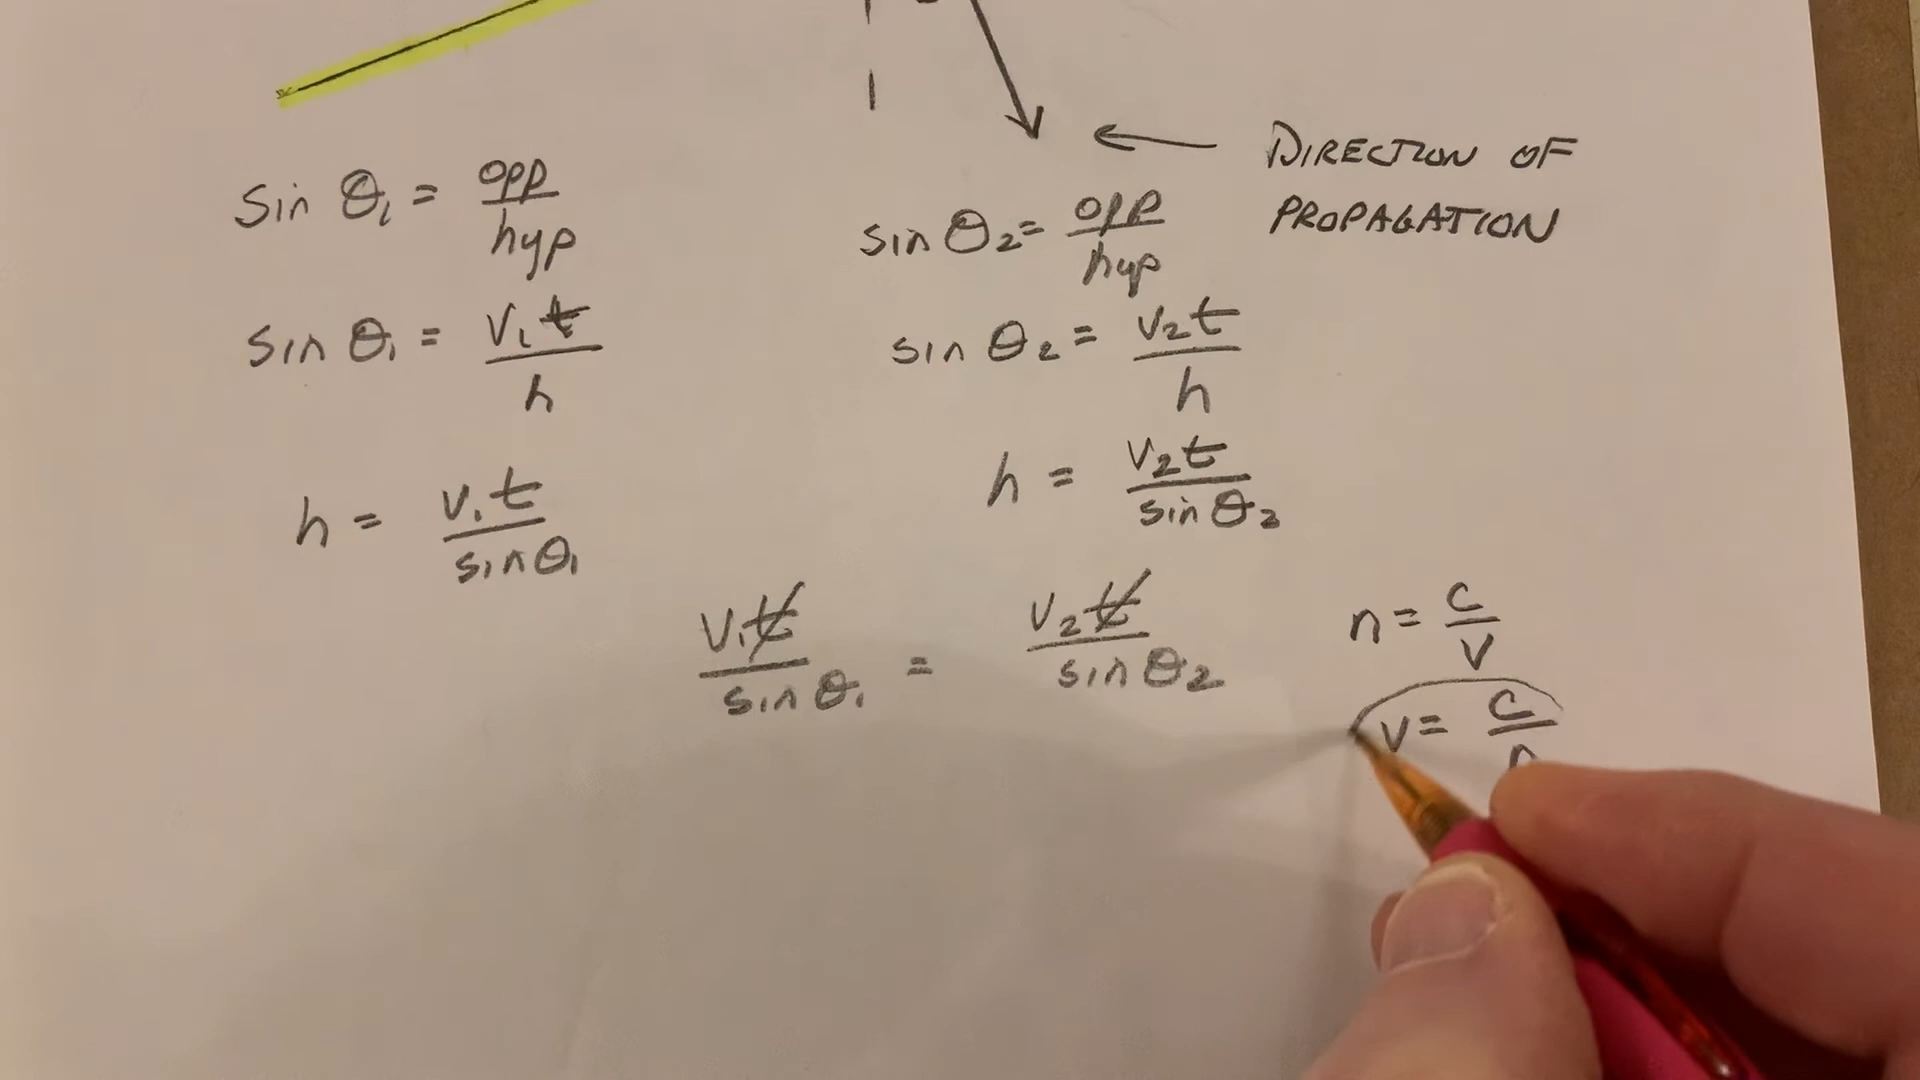 DIRECTION OF
PROPAGATION
sin θ₁ = opp/hyp
sin θ₂ = opp/hyp
sin θ₁ = v₁t/h
sin θ₂ = v₂t/h
h = v₁t/sin θ₁
h = v₂t/sin θ₂
v₁t/sin θ₁ = v₂t/sin θ₂
n = c/v
v = c/n